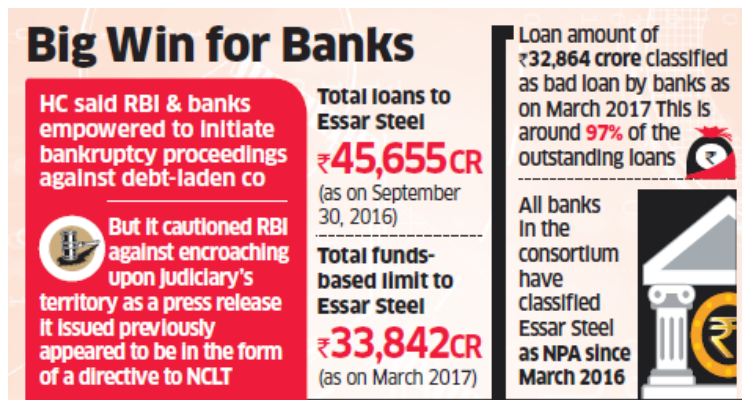 Big Win for Banks
HC said RBI & banks
empowered to initiate
bankruptcy proceedings
against debt-laden co
But it cautioned RBI
against encroaching
upon judiciary's
territory as a press release
it issued previously
appeared to be in the form
of a directive to NCLT
Total loans to
Essar Steel
₹45,655 CR
(as on September
30, 2016)
Total funds-
based limit to
Essar Steel
₹33,842 CR
(as on March 2017)
Loan amount of
₹32,864 crore classified
as bad loan by banks as
on March 2017 This is
around 97% of the
outstanding loans
₹
All banks
in the
consortium
have
classified
Essar Steel
as NPA since
March 2016
₹